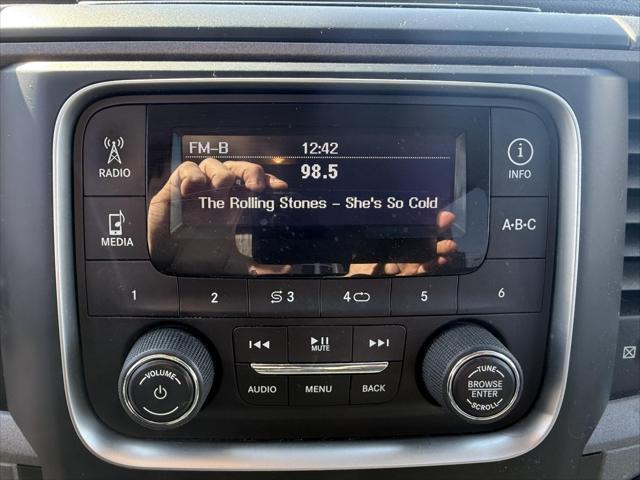 FM-B 12:42
98.5
The Rolling Stones - She's So Cold
RADIO
MEDIA
i
INFO
A·B·C
1 2 3 4 5 6
VOLUME
MUTE
AUDIO MENU BACK
TUNE
BROWSE
ENTER
SCROLL